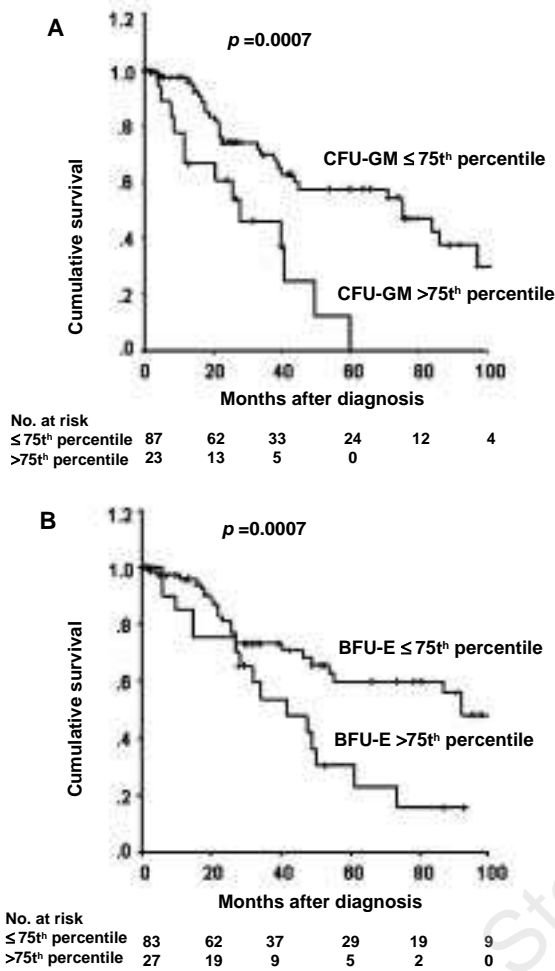 A
p =0.0007
1.2
1.0
.8
.6
.4
.2
.0
Cumulative survival
CFU-GM ≤ 75tʰ percentile
CFU-GM >75tʰ percentile
0 20 40 60 80 100
Months after diagnosis
No. at risk
≤ 75tʰ percentile 87 62 33 24 12 4
>75tʰ percentile 23 13 5 0
B
p =0.0007
1.2
1.0
.8
.6
.4
.2
.0
Cumulative survival
BFU-E ≤ 75tʰ percentile
BFU-E >75tʰ percentile
0 20 40 60 80 100
Months after diagnosis
No. at risk
≤ 75tʰ percentile 83 62 37 29 19 9
>75tʰ percentile 27 19 9 5 2 0
St